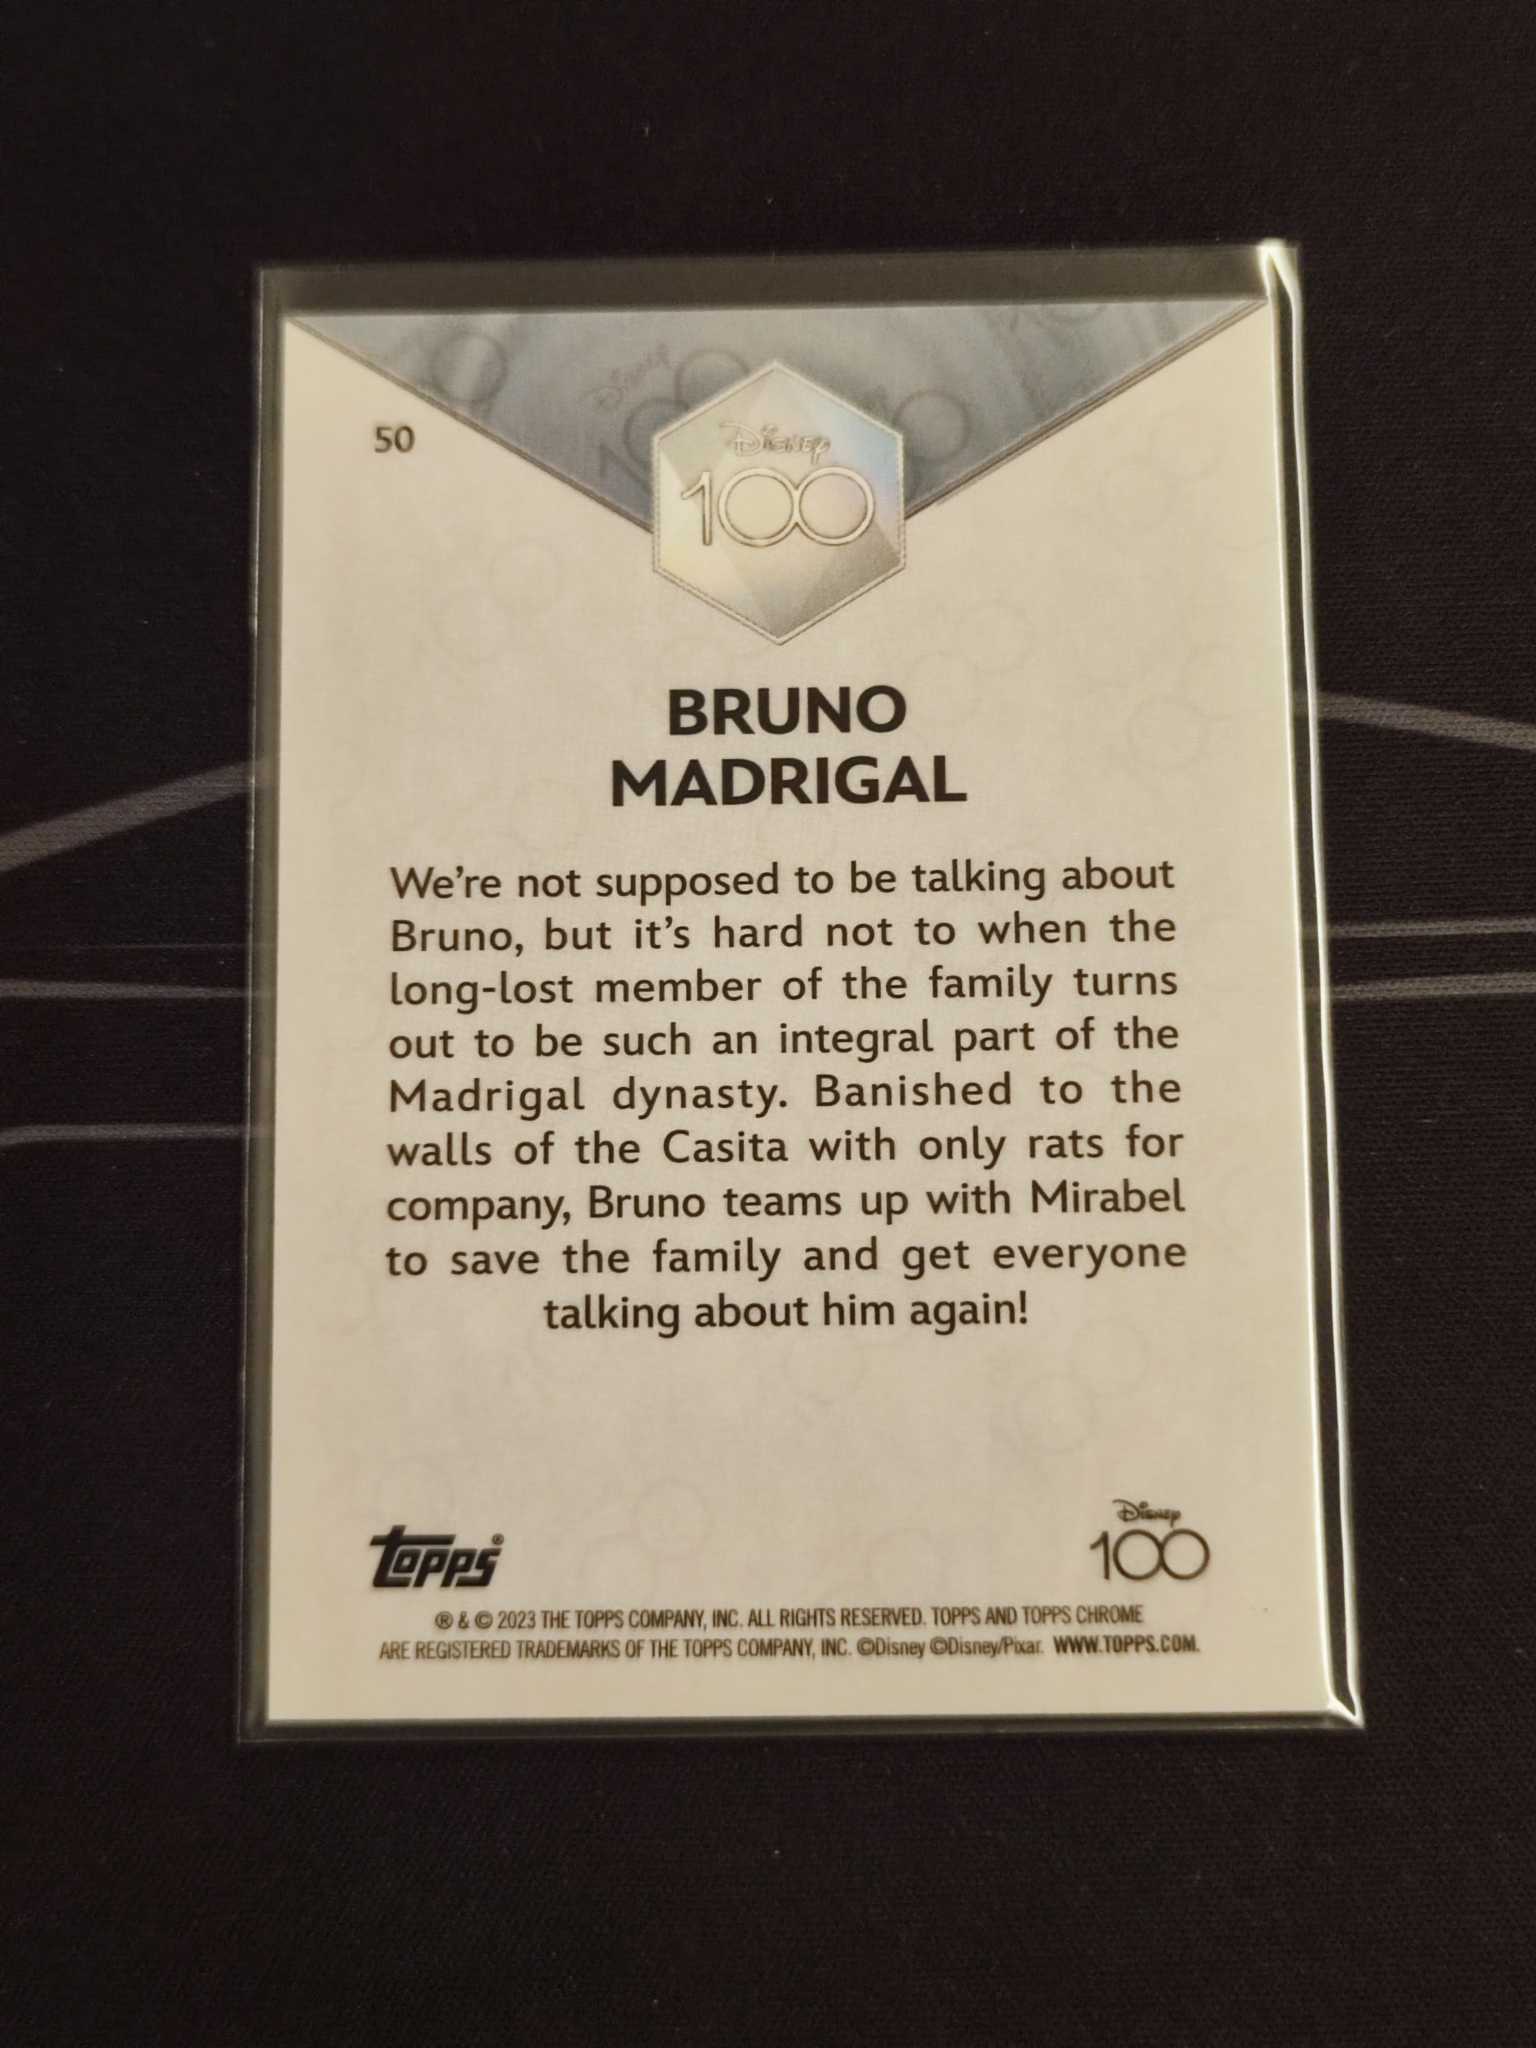 50
Disney
100
BRUNO
MADRIGAL
We're not supposed to be talking about
Bruno, but it's hard not to when the
long-lost member of the family turns
out to be such an integral part of the
Madrigal dynasty. Banished to the
walls of the Casita with only rats for
company, Bruno teams up with Mirabel
to save the family and get everyone
talking about him again!
topps®
Disney
100
® & © 2023 THE TOPPS COMPANY, INC. ALL RIGHTS RESERVED. TOPPS AND TOPPS CHROME
ARE REGISTERED TRADEMARKS OF THE TOPPS COMPANY, INC. ©Disney ©Disney/Pixar. WWW.TOPPS.COM.